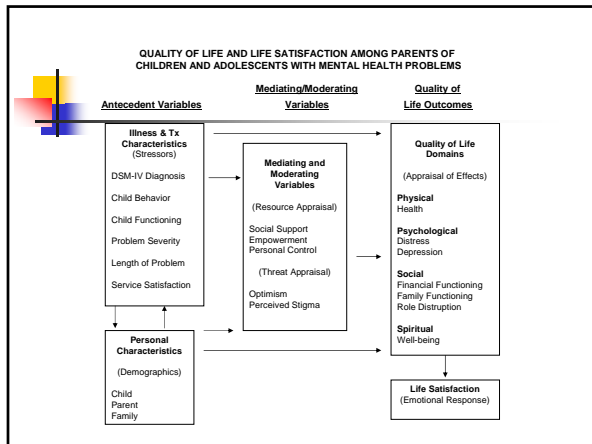 QUALITY OF LIFE AND LIFE SATISFACTION AMONG PARENTS OF
CHILDREN AND ADOLESCENTS WITH MENTAL HEALTH PROBLEMS
Antecedent Variables
Mediating/Moderating
Variables
Quality of
Life Outcomes
Illness & Tx
Characteristics
(Stressors)
DSM-IV Diagnosis
Child Behavior
Child Functioning
Problem Severity
Length of Problem
Service Satisfaction
Personal
Characteristics
(Demographics)
Child
Parent
Family
Mediating and
Moderating
Variables
(Resource Appraisal)
Social Support
Empowerment
Personal Control
(Threat Appraisal)
Optimism
Perceived Stigma
Quality of Life
Domains
(Appraisal of Effects)
Physical
Health
Psychological
Distress
Depression
Social
Financial Functioning
Family Functioning
Role Distruption
Spiritual
Well-being
Life Satisfaction
(Emotional Response)